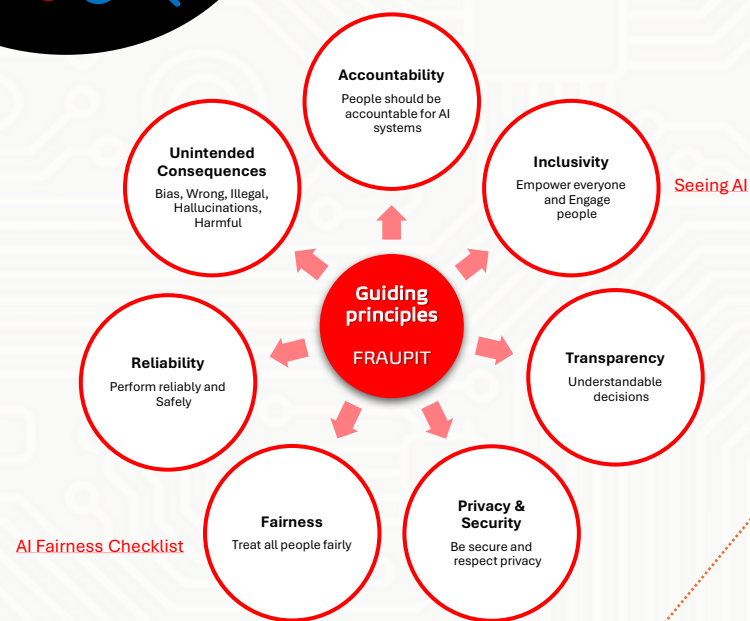 Accountability
People should be
accountable for AI
systems
Unintended
Consequences
Bias, Wrong, Illegal,
Hallucinations,
Harmful
Inclusivity
Empower everyone
and Engage
people
Seeing AI
Guiding
principles
FRAUPIT
Reliability
Perform reliably and
Safely
Transparency
Understandable
decisions
Fairness
Treat all people fairly
AI Fairness Checklist
Privacy &
Security
Be secure and
respect privacy